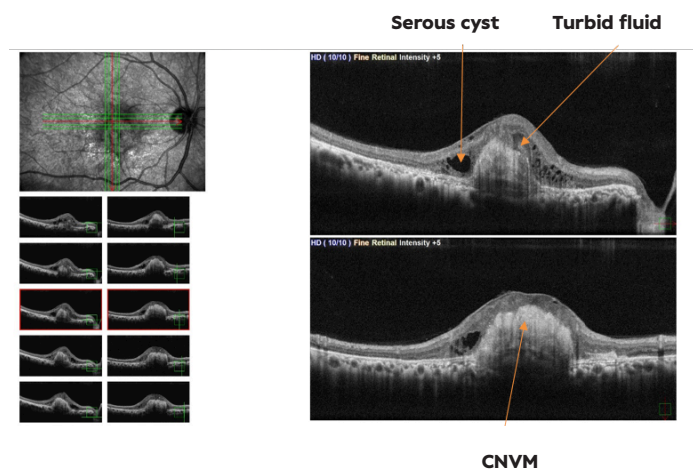 Serous cyst
Turbid fluid
HD ( 10/10 ) Fine Retinal Intensity +5
HD ( 10/10 ) Fine Retinal Intensity +5
CNVM